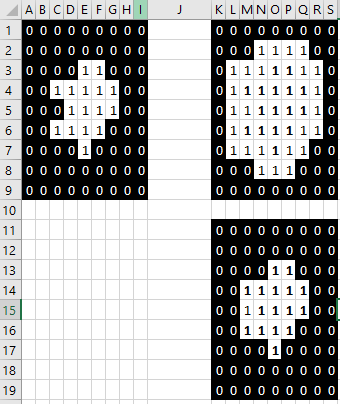 A B C D E F G H I J K L M N O P Q R S
1 0 0 0 0 0 0 0 0 0 0 0 0 0 0 0 0 0 0
2 0 0 0 0 0 0 0 0 0 0 0 0 1 1 1 1 0 0
3 0 0 0 0 1 1 0 0 0 0 1 1 1 1 1 1 1 0
4 0 0 1 1 1 1 1 0 0 0 1 1 1 1 1 1 1 0
5 0 0 0 1 1 1 1 0 0 0 1 1 1 1 1 1 1 0
6 0 0 1 1 1 1 0 0 0 0 1 1 1 1 1 1 1 0
7 0 0 0 0 1 0 0 0 0 0 1 1 1 1 1 1 0 0
8 0 0 0 0 0 0 0 0 0 0 0 0 1 1 1 0 0 0
9 0 0 0 0 0 0 0 0 0 0 0 0 0 0 0 0 0 0
10
11 0 0 0 0 0 0 0 0 0
12 0 0 0 0 0 0 0 0 0
13 0 0 0 0 1 1 0 0 0
14 0 0 1 1 1 1 1 0 0
15 0 0 1 1 1 1 1 0 0
16 0 0 1 1 1 1 0 0 0
17 0 0 0 0 1 0 0 0 0
18 0 0 0 0 0 0 0 0 0
19 0 0 0 0 0 0 0 0 0